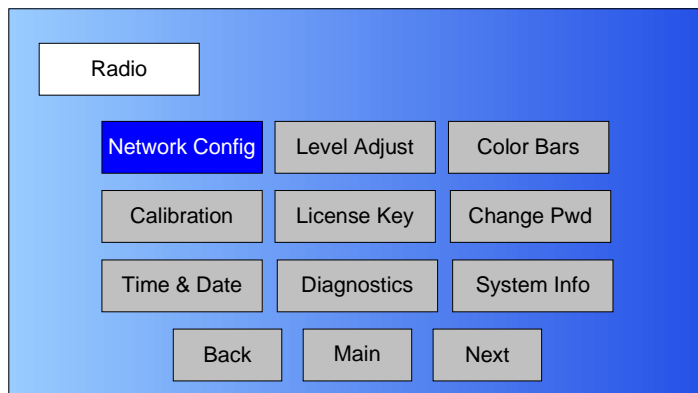 Radio
Network Config
Level Adjust
Color Bars
Calibration
License Key
Change Pwd
Time & Date
Diagnostics
System Info
Back
Main
Next